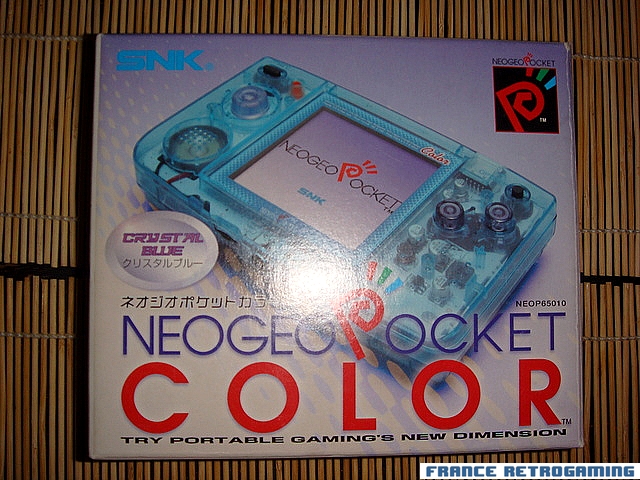 SNK®
NEOGEO POCKET
TM
NEOGEO POCKET
SNK
Color
CRYSTAL
BLUE
クリスタルブルー
ネオジオポケットカラー
NEOP65010
NEOGEO POCKET
COLOR™
TRY PORTABLE GAMING'S NEW DIMENSION
FRANCE RETROGAMING